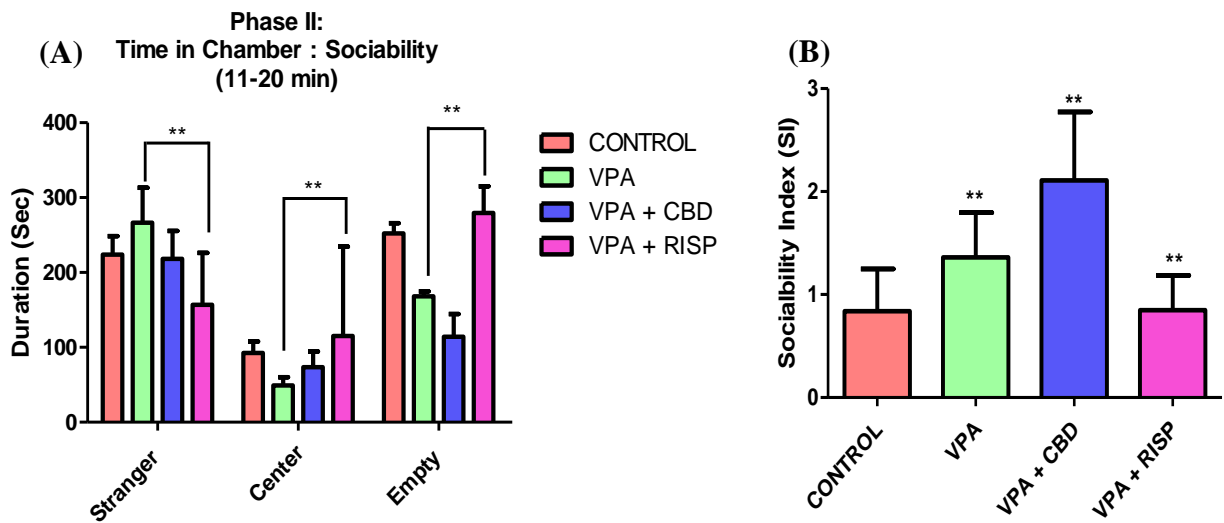 (A)
Phase II:
Time in Chamber : Sociability
(11-20 min)
Duration (Sec)
400
300
200
100
0
**
**
**
Stranger
Center
Empty
CONTROL
VPA
VPA + CBD
VPA + RISP
(B)
Socialbility Index (SI)
3
2
1
0
**
**
**
CONTROL
VPA
VPA + CBD
VPA + RISP